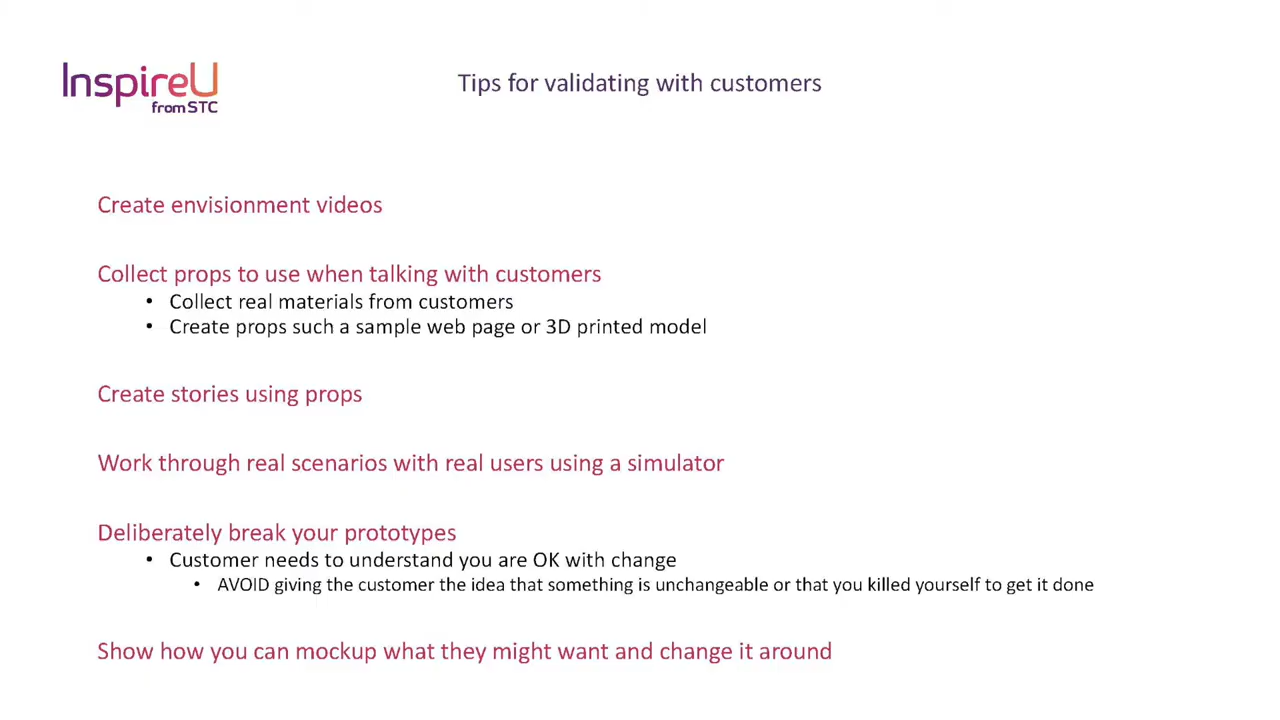 InspireU
from STC
Tips for validating with customers
Create envisionment videos
Collect props to use when talking with customers
• Collect real materials from customers
• Create props such a sample web page or 3D printed model
Create stories using props
Work through real scenarios with real users using a simulator
Deliberately break your prototypes
• Customer needs to understand you are OK with change
• AVOID giving the customer the idea that something is unchangeable or that you killed yourself to get it done
Show how you can mockup what they might want and change it around